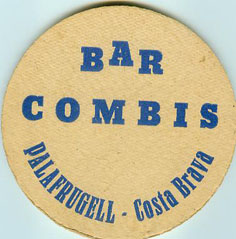 BAR
COMBIS
PALAFRUGELL - Costa Brava